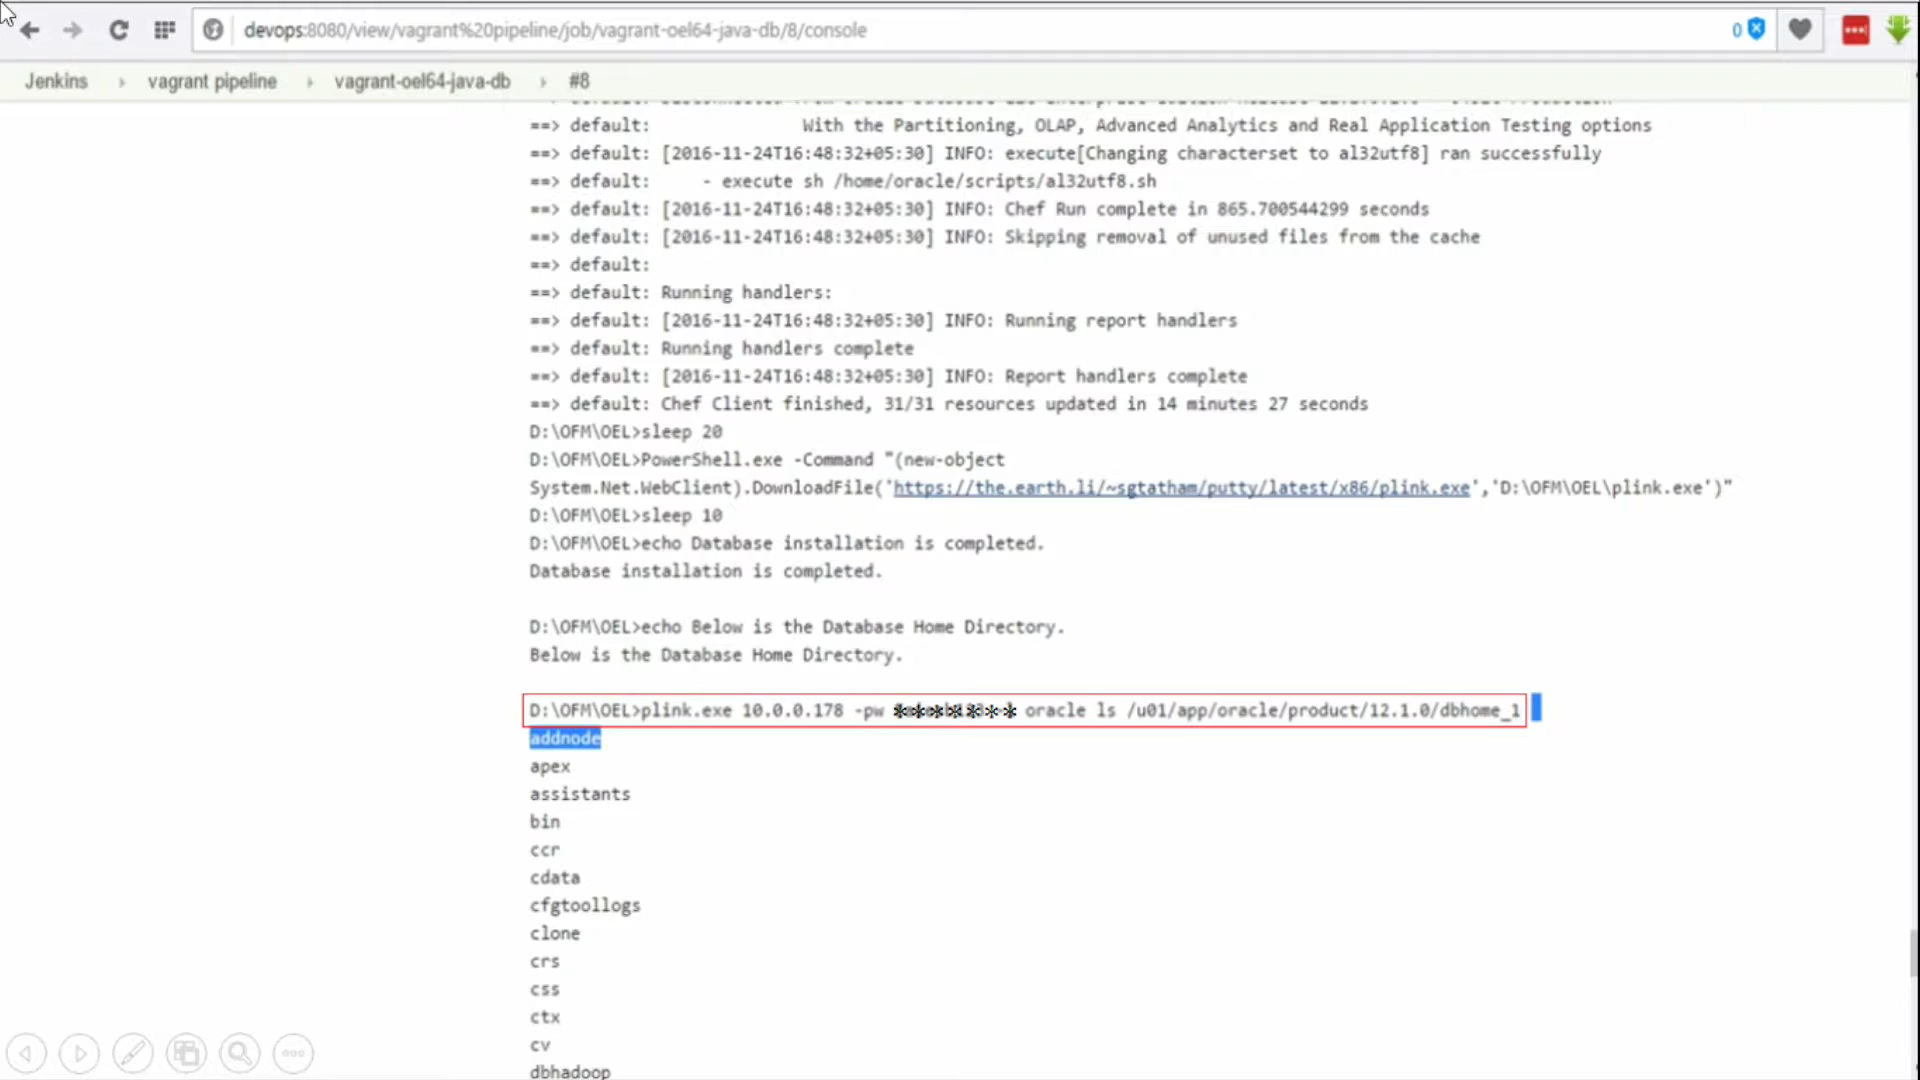 devops:8080/view/vagrant%20pipeline/job/vagrant-oel64-java-db/8/console
0
Jenkins vagrant pipeline vagrant-oel64-java-db #8
==> default: With the Partitioning, OLAP, Advanced Analytics and Real Application Testing options
==> default: [2016-11-24T16:48:32+05:30] INFO: execute[Changing characterset to al32utf8] ran successfully
==> default: - execute sh /home/oracle/scripts/al32utf8.sh
==> default: [2016-11-24T16:48:32+05:30] INFO: Chef Run complete in 865.700544299 seconds
==> default: [2016-11-24T16:48:32+05:30] INFO: Skipping removal of unused files from the cache
==> default:
==> default: Running handlers:
==> default: [2016-11-24T16:48:32+05:30] INFO: Running report handlers
==> default: Running handlers complete
==> default: [2016-11-24T16:48:32+05:30] INFO: Report handlers complete
==> default: Chef Client finished, 31/31 resources updated in 14 minutes 27 seconds
D:\OFM\OEL>sleep 20
D:\OFM\OEL>PowerShell.exe -Command "(new-object
System.Net.WebClient).DownloadFile('https://the.earth.li/~sgtatham/putty/latest/x86/plink.exe','D:\OFM\OEL\plink.exe')"
D:\OFM\OEL>sleep 10
D:\OFM\OEL>echo Database installation is completed.
Database installation is completed.
D:\OFM\OEL>echo Below is the Database Home Directory.
Below is the Database Home Directory.
D:\OFM\OEL>plink.exe 10.0.0.178 -pw ******* oracle ls /u01/app/oracle/product/12.1.0/dbhome_1
addnode
apex
assistants
bin
ccr
cdata
cfgtoollogs
clone
crs
css
ctx
cv
dbhadoop